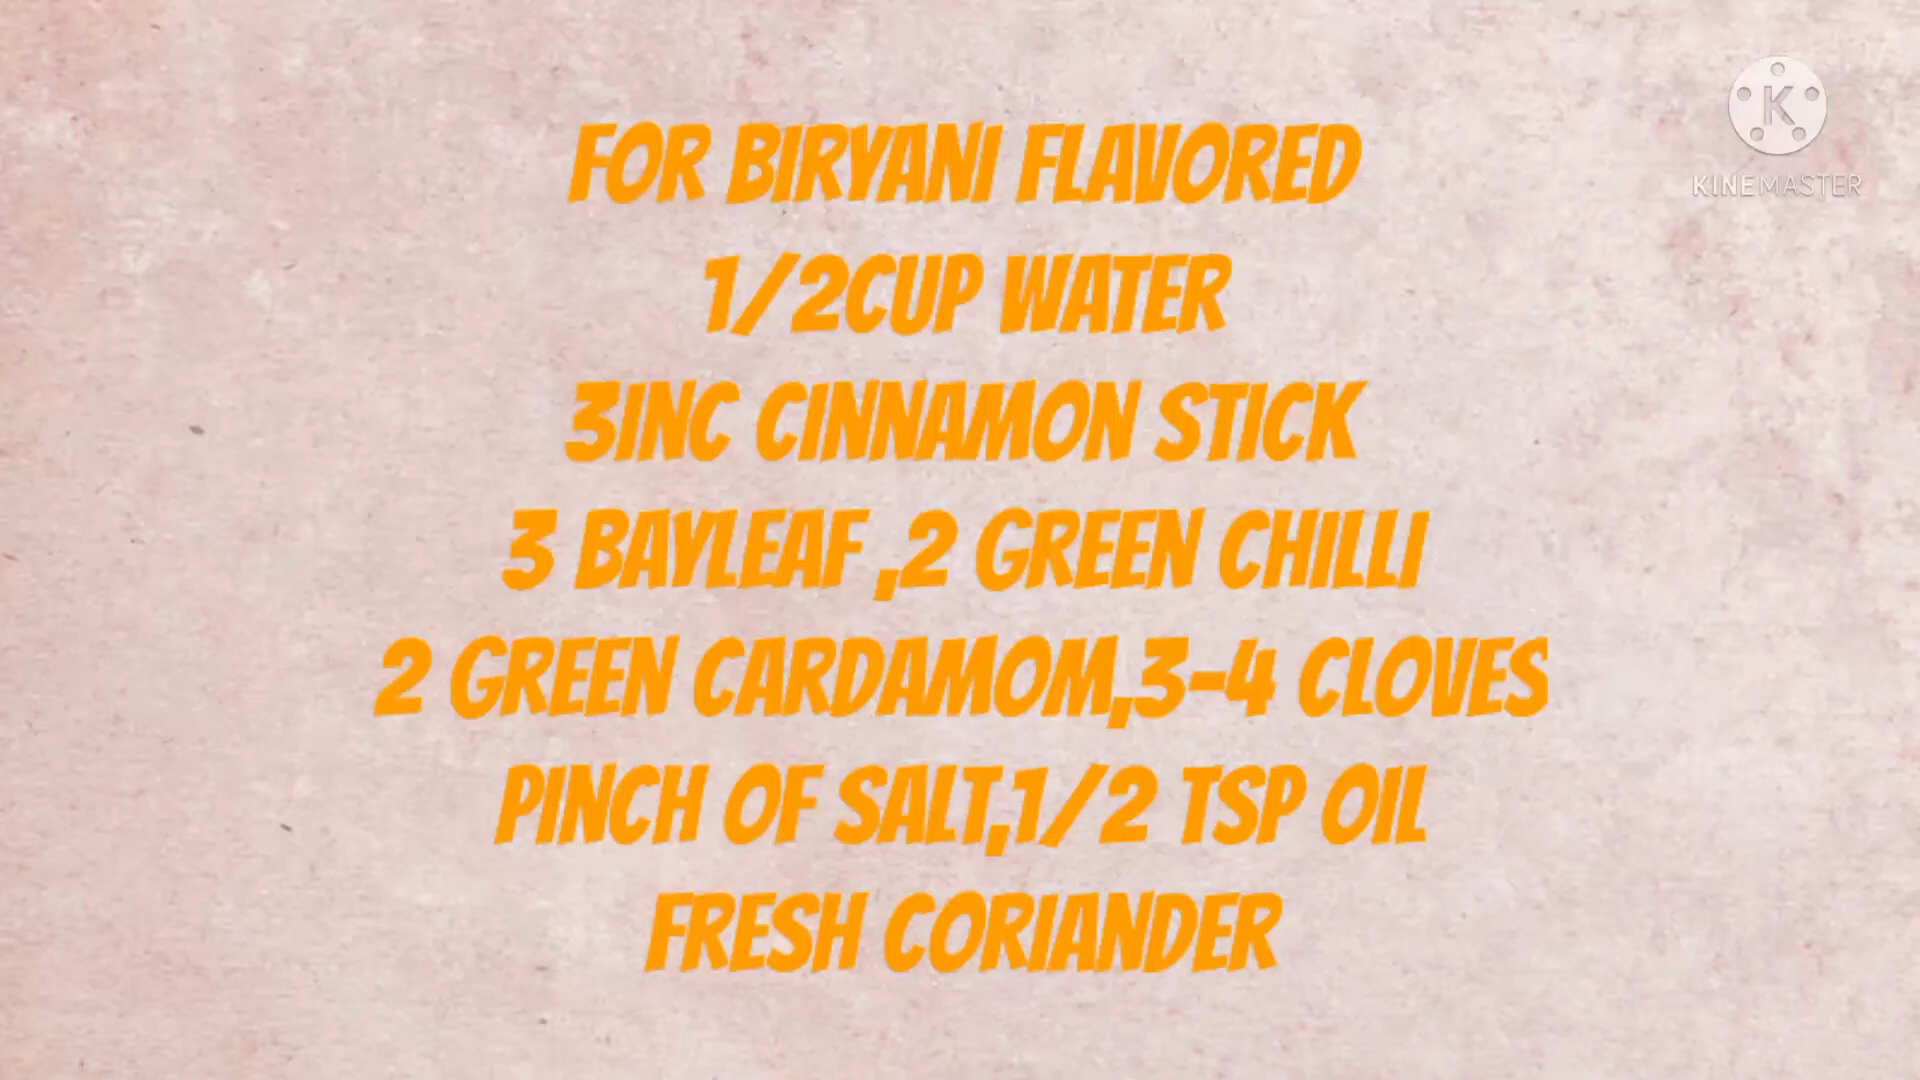 FOR BIRYANI FLAVORED
1/2CUP WATER
3INC CINNAMON STICK
3 BAYLEAF ,2 GREEN CHILLI
2 GREEN CARDAMOM,3-4 CLOVES
PINCH OF SALT,1/2 TSP OIL
FRESH CORIANDER
K
KINEMASTER